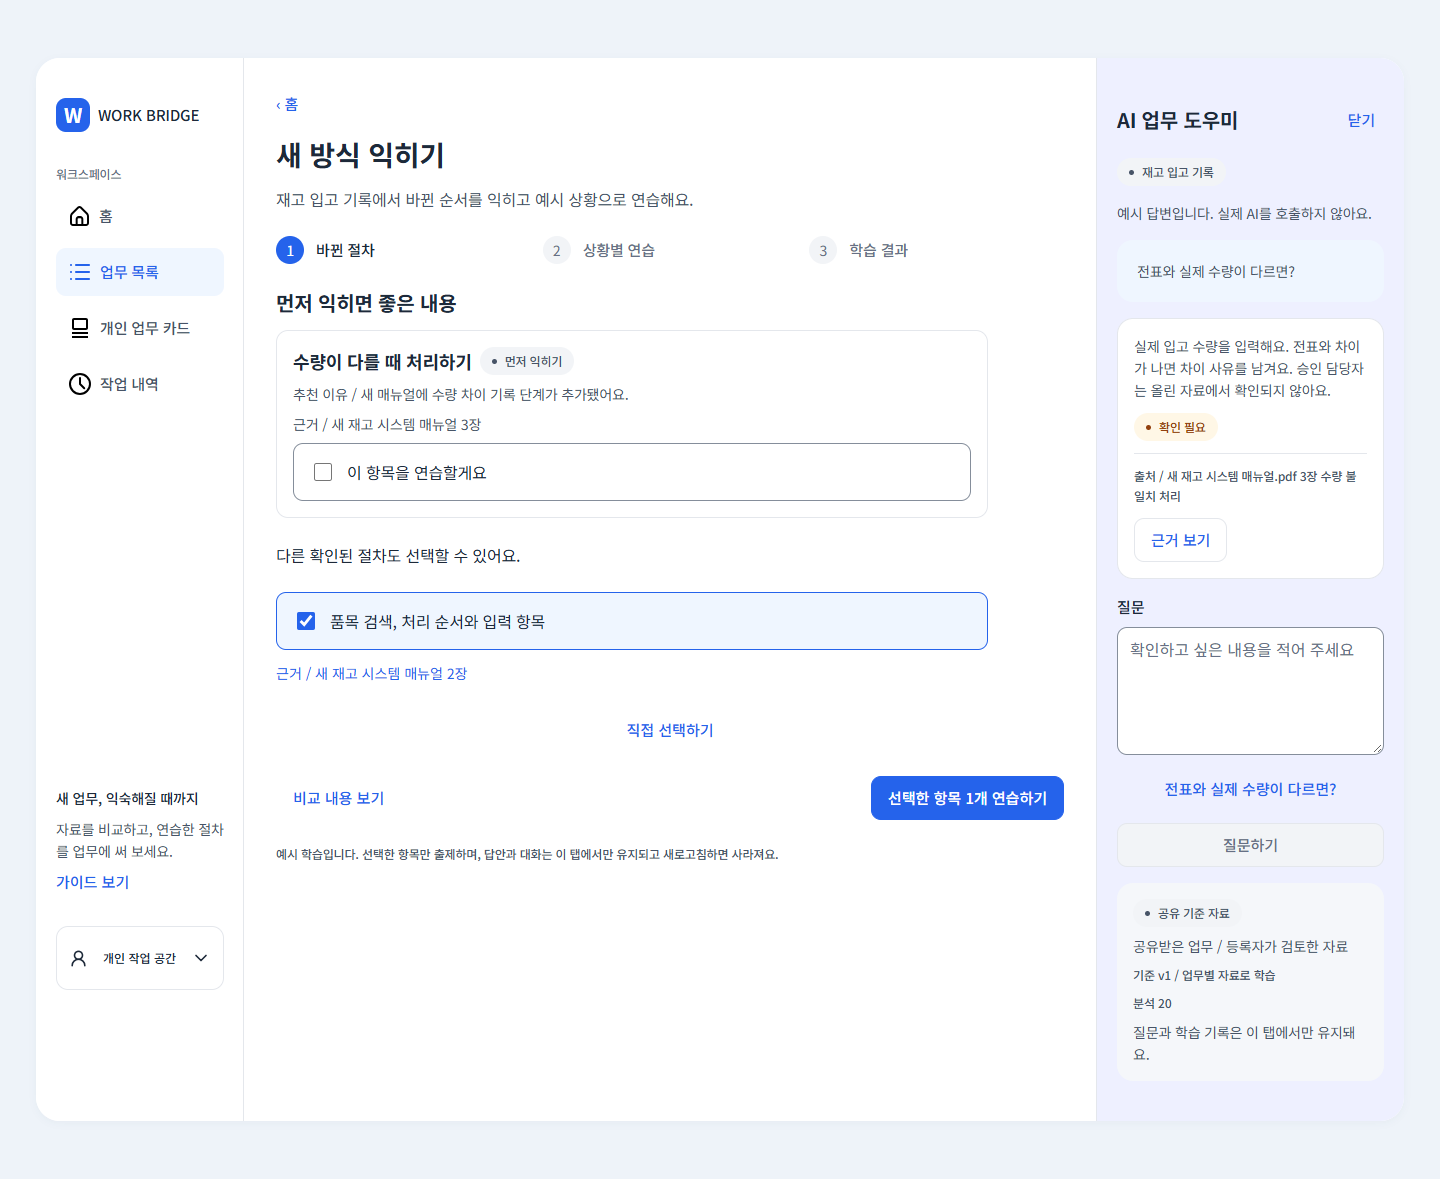 W WORK BRIDGE
워크스페이스
홈
업무 목록
개인 업무 카드
작업 내역
새 업무, 익숙해질 때까지
자료를 비교하고, 연습한 절차
를 업무에 써 보세요.
가이드 보기
개인 작업 공간
‹ 홈
새 방식 익히기
재고 입고 기록에서 바뀐 순서를 익히고 예시 상황으로 연습해요.
1 바뀐 절차
2 상황별 연습
3 학습 결과
먼저 익히면 좋은 내용
수량이 다를 때 처리하기 • 먼저 익히기
추천 이유 / 새 매뉴얼에 수량 차이 기록 단계가 추가됐어요.
근거 / 새 재고 시스템 매뉴얼 3장
이 항목을 연습할게요
다른 확인된 절차도 선택할 수 있어요.
품목 검색, 처리 순서와 입력 항목
근거 / 새 재고 시스템 매뉴얼 2장
직접 선택하기
비교 내용 보기
선택한 항목 1개 연습하기
예시 학습입니다. 선택한 항목만 출제하며, 답안과 대화는 이 탭에서만 유지되고 새로고침하면 사라져요.
AI 업무 도우미
닫기
• 재고 입고 기록
예시 답변입니다. 실제 AI를 호출하지 않아요.
전표와 실제 수량이 다르면?
실제 입고 수량을 입력해요. 전표와 차이
가 나면 차이 사유를 남겨요. 승인 담당자
는 올린 자료에서 확인되지 않아요.
• 확인 필요
출처 / 새 재고 시스템 매뉴얼.pdf 3장 수량 불
일치 처리
근거 보기
질문
확인하고 싶은 내용을 적어 주세요
전표와 실제 수량이 다르면?
질문하기
• 공유 기준 자료
공유받은 업무 / 등록자가 검토한 자료
기준 v1 / 업무별 자료로 학습
분석 20
질문과 학습 기록은 이 탭에서만 유지돼
요.